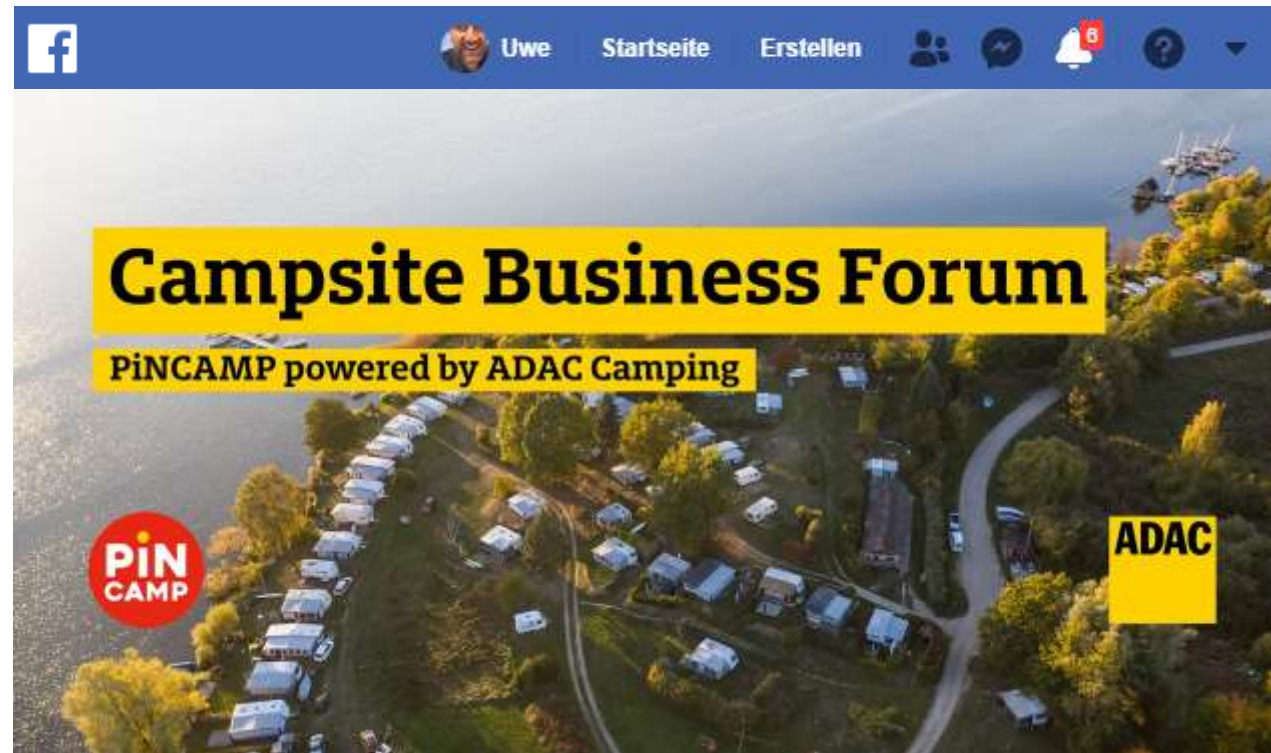 f
Uwe
Startseite
Erstellen
6
?
Campsite Business Forum
PiNCAMP powered by ADAC Camping
PiN
CAMP
ADAC